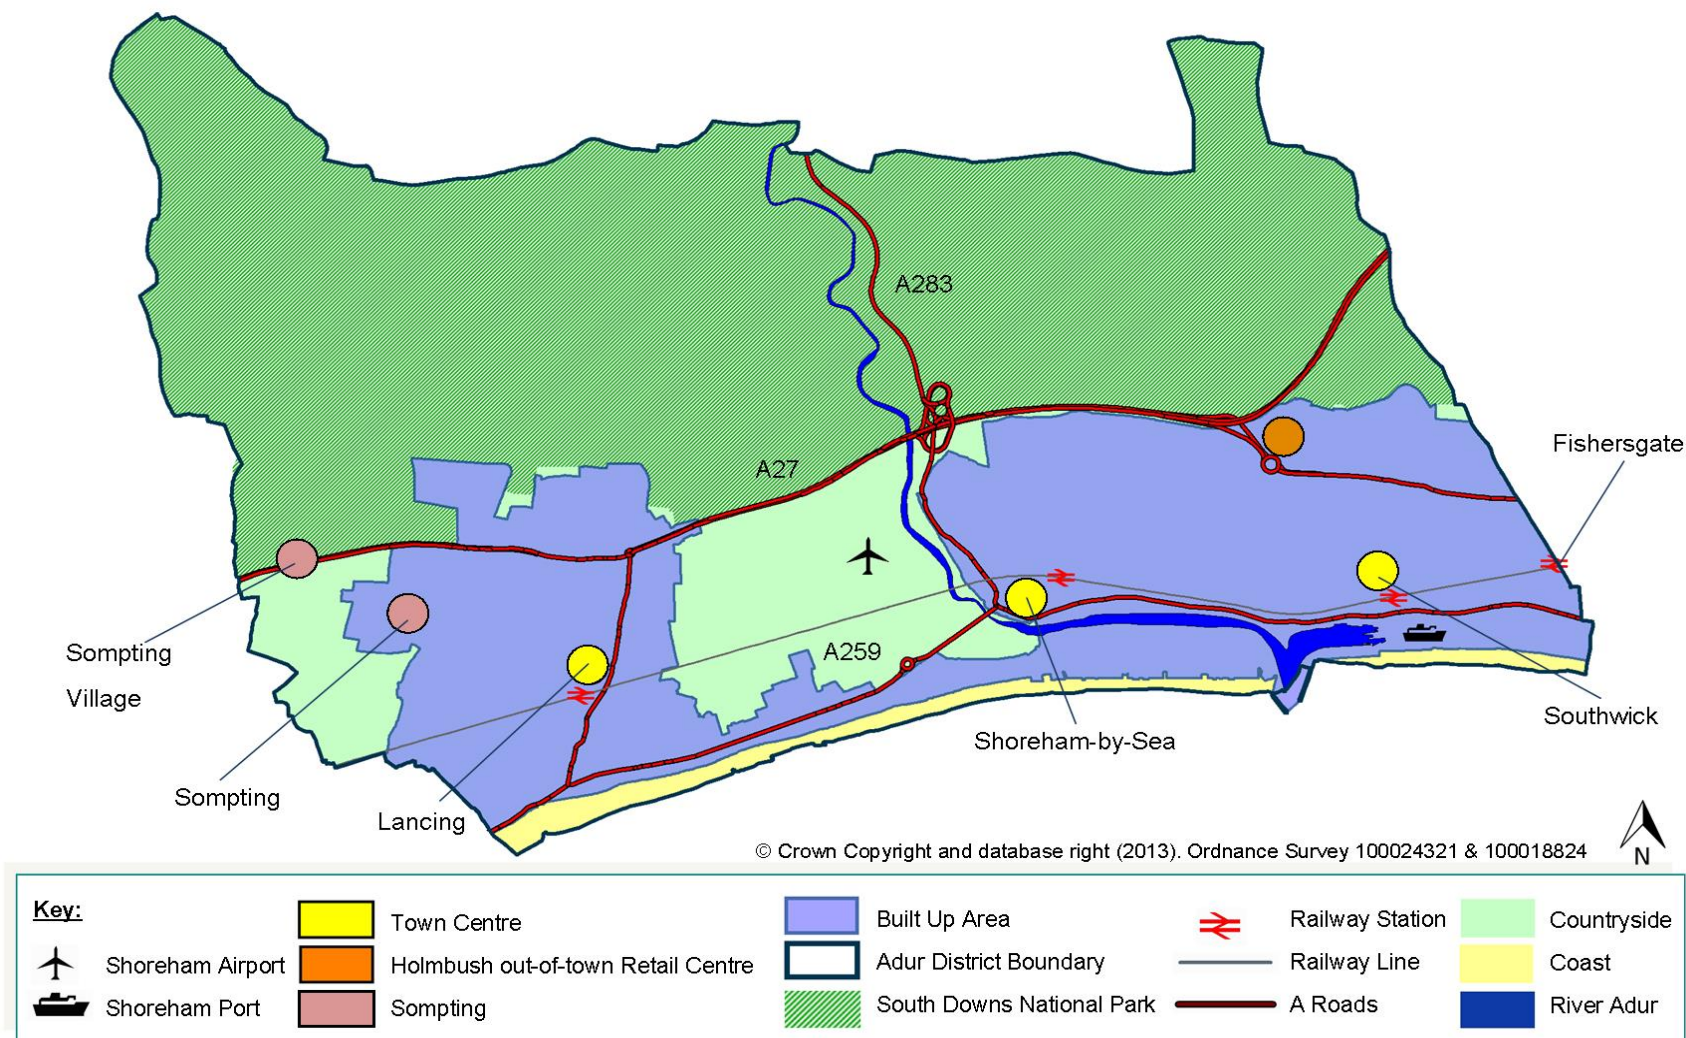 A283
Fishersgate
A27
Sompting
Village
A259
Southwick
Shoreham-by-Sea
Sompting
Lancing
© Crown Copyright and database right (2013). Ordnance Survey 100024321 & 100018824
N
Key:
Town Centre
Built Up Area
Railway Station
Countryside
Shoreham Airport
Holmbush out-of-town Retail Centre
Adur District Boundary
Railway Line
Coast
Shoreham Port
Sompting
South Downs National Park
A Roads
River Adur